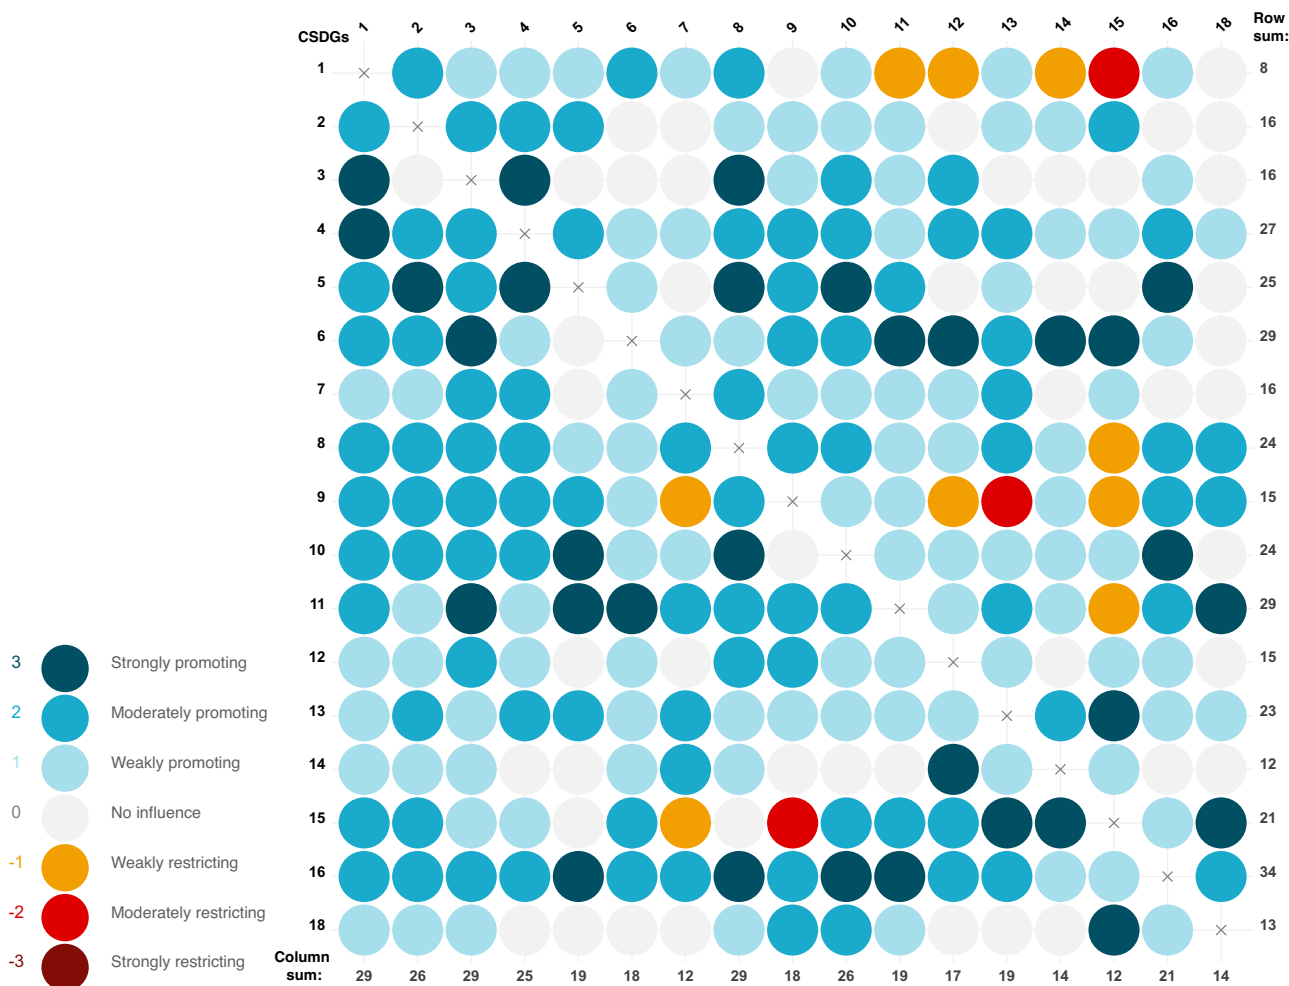 1 2 3 4 5 6 7 8 9 10 11 12 13 14 15 16 18
CSDGs
Row
sum:
1 8
2 16
3 16
4 27
5 25
6 29
7 16
8 24
9 15
10 24
11 29
12 15
13 23
14 12
15 21
16 34
18 13
Column
sum:
29 26 29 25 19 18 12 29 18 26 19 17 19 14 12 21 14
3 Strongly promoting
2 Moderately promoting
1 Weakly promoting
0 No influence
-1 Weakly restricting
-2 Moderately restricting
-3 Strongly restricting